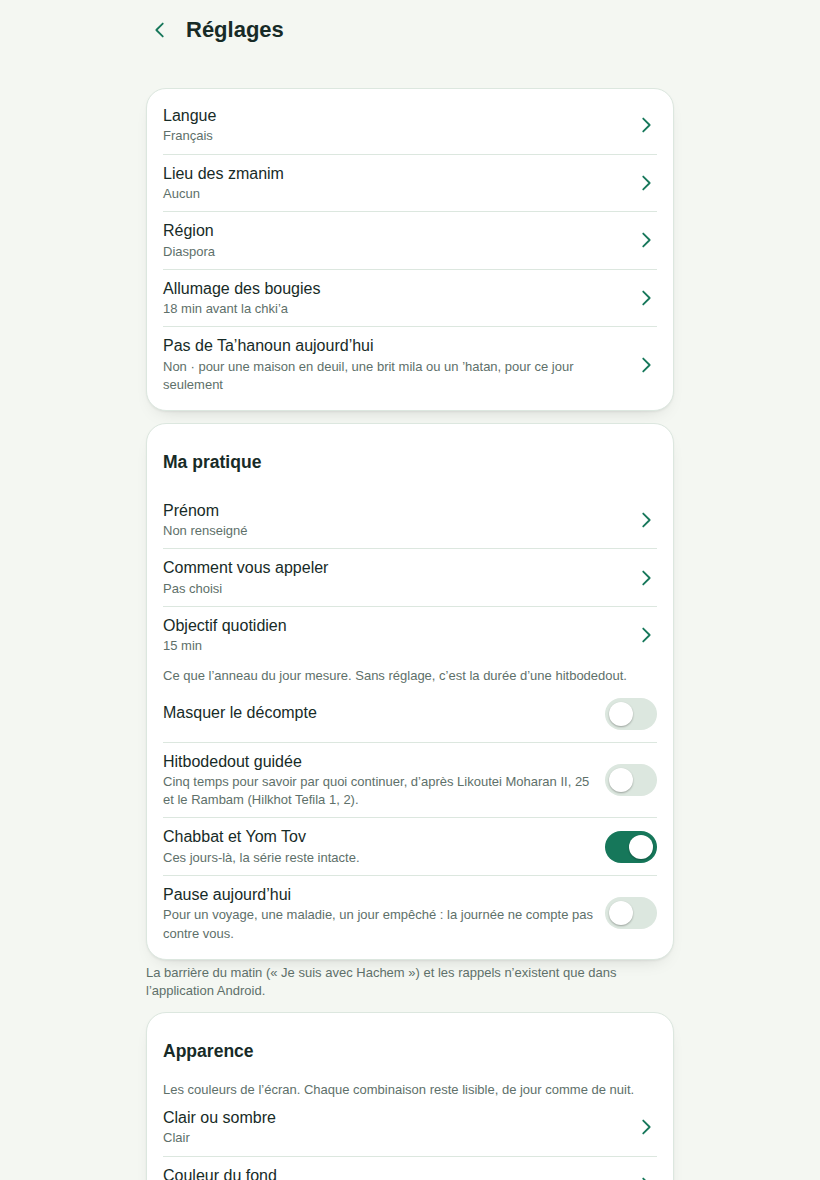 Réglages
Langue
Français
Lieu des zmanim
Aucun
Région
Diaspora
Allumage des bougies
18 min avant la chki’a
Pas de Ta’hanoun aujourd’hui
Non · pour une maison en deuil, une brit mila ou un ’hatan, pour ce jour
seulement
Ma pratique
Prénom
Non renseigné
Comment vous appeler
Pas choisi
Objectif quotidien
15 min
Ce que l’anneau du jour mesure. Sans réglage, c’est la durée d’une hitbodedout.
Masquer le décompte
Hitbodedout guidée
Cinq temps pour savoir par quoi continuer, d’après Likoutei Moharan II, 25
et le Rambam (Hilkhot Tefila 1, 2).
Chabbat et Yom Tov
Ces jours-là, la série reste intacte.
Pause aujourd’hui
Pour un voyage, une maladie, un jour empêché : la journée ne compte pas
contre vous.
La barrière du matin (« Je suis avec Hachem ») et les rappels n’existent que dans
l’application Android.
Apparence
Les couleurs de l’écran. Chaque combinaison reste lisible, de jour comme de nuit.
Clair ou sombre
Clair
Couleur du fond